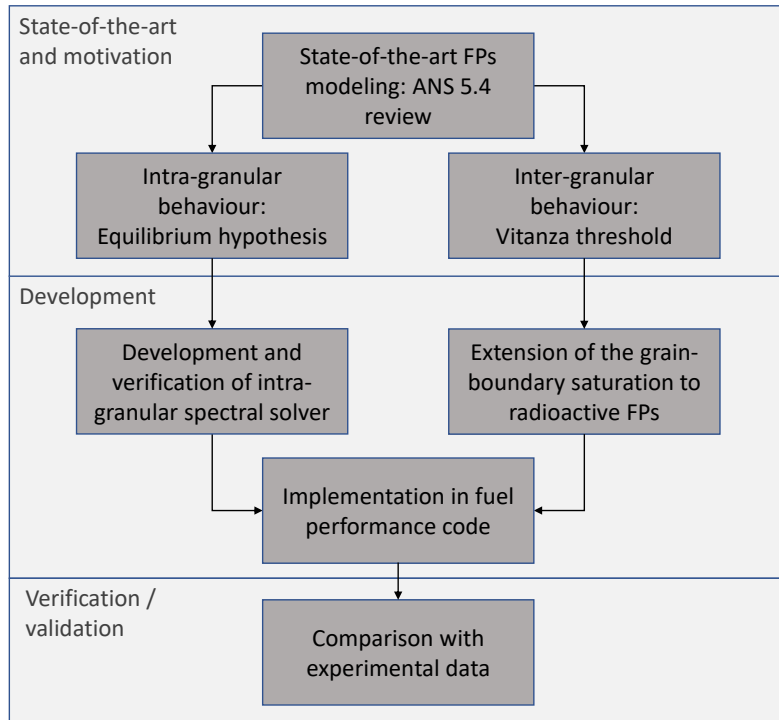 State-of-the-art
and motivation
State-of-the-art FPs
modeling: ANS 5.4
review
Intra-granular
behaviour:
Equilibrium hypothesis
Inter-granular
behaviour:
Vitanza threshold
Development
Development and
verification of intra-
granular spectral solver
Extension of the grain-
boundary saturation to
radioactive FPs
Implementation in fuel
performance code
Verification /
validation
Comparison with
experimental data